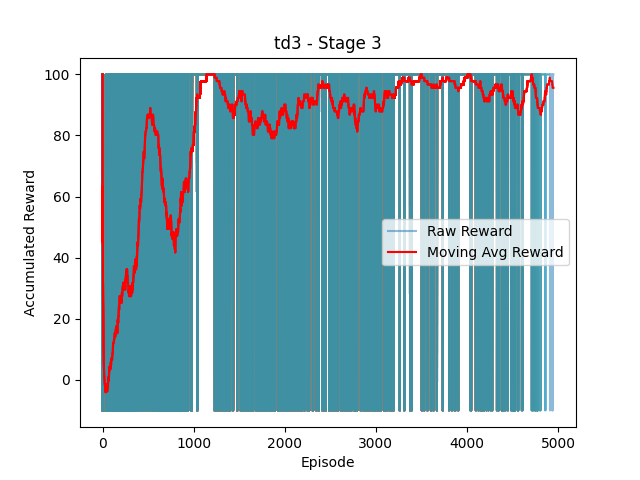 td3 - Stage 3
100
80
60
40
20
0
Accumulated Reward
Raw Reward
Moving Avg Reward
0 1000 2000 3000 4000 5000
Episode